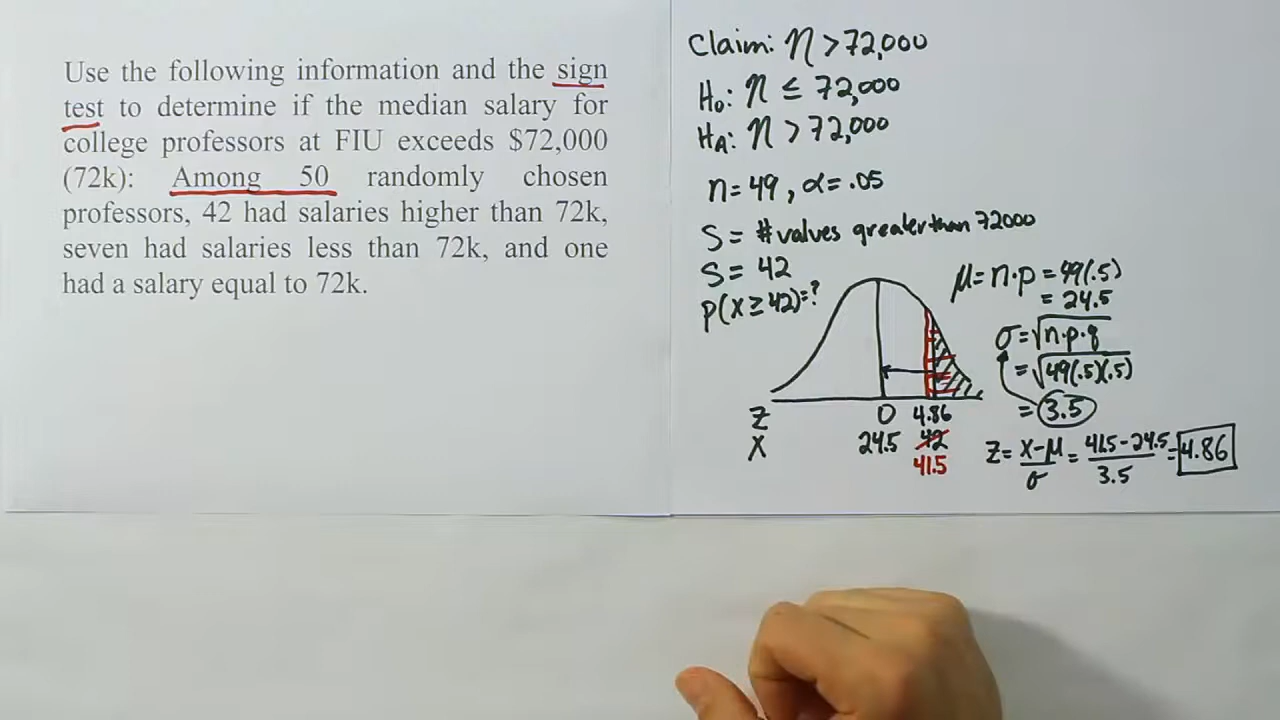 Use the following information and the sign
test to determine if the median salary for
college professors at FIU exceeds $72,000
(72k): Among 50 randomly chosen
professors, 42 had salaries higher than 72k,
seven had salaries less than 72k, and one
had a salary equal to 72k.
Claim: η > 72,000
H₀: η ≤ 72,000
H_A: η > 72,000
n = 49, α = .05
S = # values greater than 72000
S = 42
P(X ≥ 42) = ?
μ = n·p = 49(.5)
= 24.5
σ = √n·p·q
= √49(.5)(.5)
= 3.5
Z 0 4.86
X 24.5 42
41.5
Z = X-μ/σ = 41.5-24.5/3.5 = 4.86